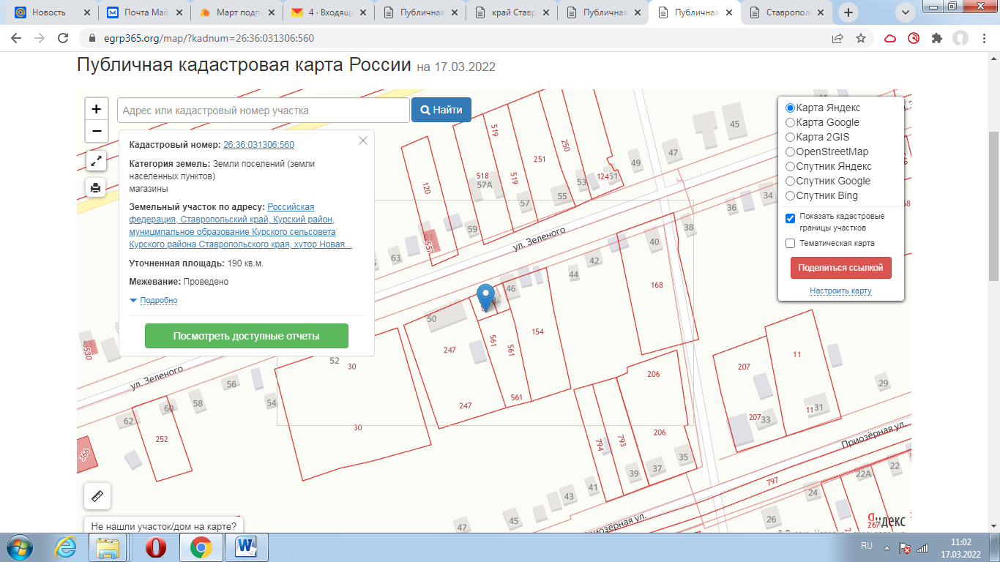 Новость
Почта Mail.
Март подп
4 · Входящ
Публичная
край Ставр
Публичная
Публичная
Ставропол
egrp365.org/map/?kadnum=26:36:031306:560
Публичная кадастровая карта России на 17.03.2022
+
−
Адрес или кадастровый номер участка
Найти
Кадастровый номер: 26:36:031306:560
Категория земель: Земли поселений (земли
населенных пунктов)
магазины
Земельный участок по адресу: Российская
федерация, Ставропольский край, Курский район,
муницмпальное образование Курского сельсовета
Курского района Ставропольского края, хутор Новая...
Уточненная площадь: 190 кв.м.
Межевание: Проведено
Подробно
Посмотреть доступные отчеты
Карта Яндекс
Карта Google
Карта 2GIS
OpenStreetMap
Спутник Яндекс
Спутник Google
Спутник Bing
Показать кадастровые
границы участков
Тематическая карта
Поделиться ссылкой
Настроить карту
519
518
57А
519
251
250
57
55
53
124
51
49
47
45
120
59
557
63
ул. Зеленого
36
34
38
40
42
44
46
168
50
247
561
561
154
247
561
52
30
30
530
ул. Зеленого
56
54
58
60
62
252
366
206
206
207
207
11
11
31
33
29
794
793
35
37
39
41
43
45
47
Приозёрная ул.
Приозёрная ул.
797
24
22А
22
26
267
Яндекс
Не нашли участок/дом на карте?
RU
11:02
17.03.2022